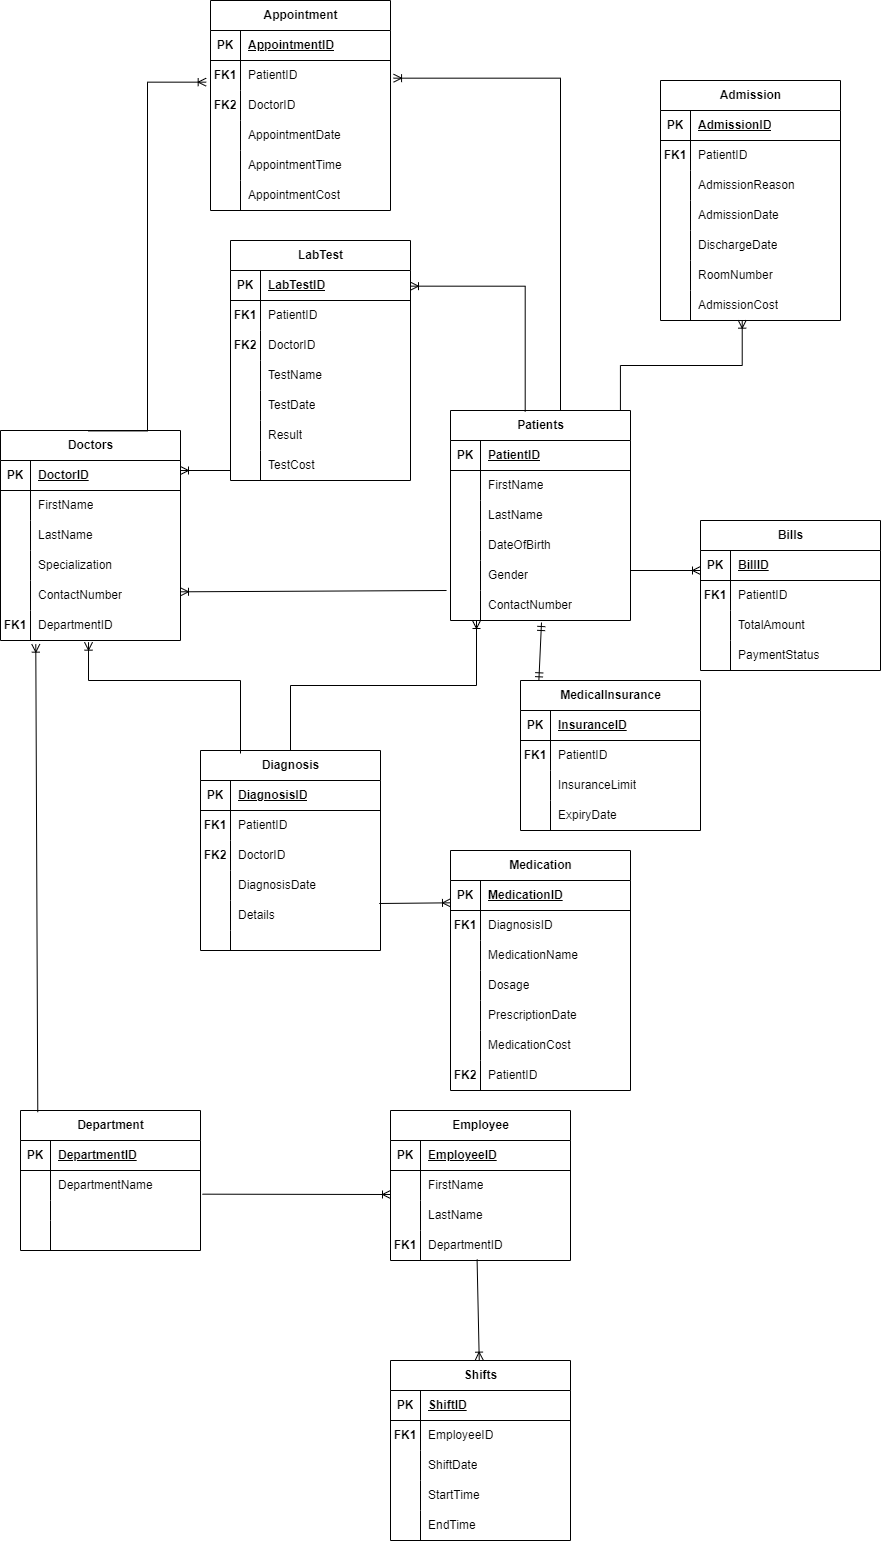 Appointment
PK AppointmentID
FK1 PatientID
FK2 DoctorID
AppointmentDate
AppointmentTime
AppointmentCost
Admission
PK AdmissionID
FK1 PatientID
AdmissionReason
AdmissionDate
DischargeDate
RoomNumber
AdmissionCost
LabTest
PK LabTestID
FK1 PatientID
FK2 DoctorID
TestName
TestDate
Result
TestCost
Doctors
PK DoctorID
FirstName
LastName
Specialization
ContactNumber
FK1 DepartmentID
Patients
PK PatientID
FirstName
LastName
DateOfBirth
Gender
ContactNumber
Bills
PK BillID
FK1 PatientID
TotalAmount
PaymentStatus
MedicalInsurance
PK InsuranceID
FK1 PatientID
InsuranceLimit
ExpiryDate
Diagnosis
PK DiagnosisID
FK1 PatientID
FK2 DoctorID
DiagnosisDate
Details
Medication
PK MedicationID
FK1 DiagnosisID
MedicationName
Dosage
PrescriptionDate
MedicationCost
FK2 PatientID
Department
PK DepartmentID
DepartmentName
Employee
PK EmployeeID
FirstName
LastName
FK1 DepartmentID
Shifts
PK ShiftID
FK1 EmployeeID
ShiftDate
StartTime
EndTime